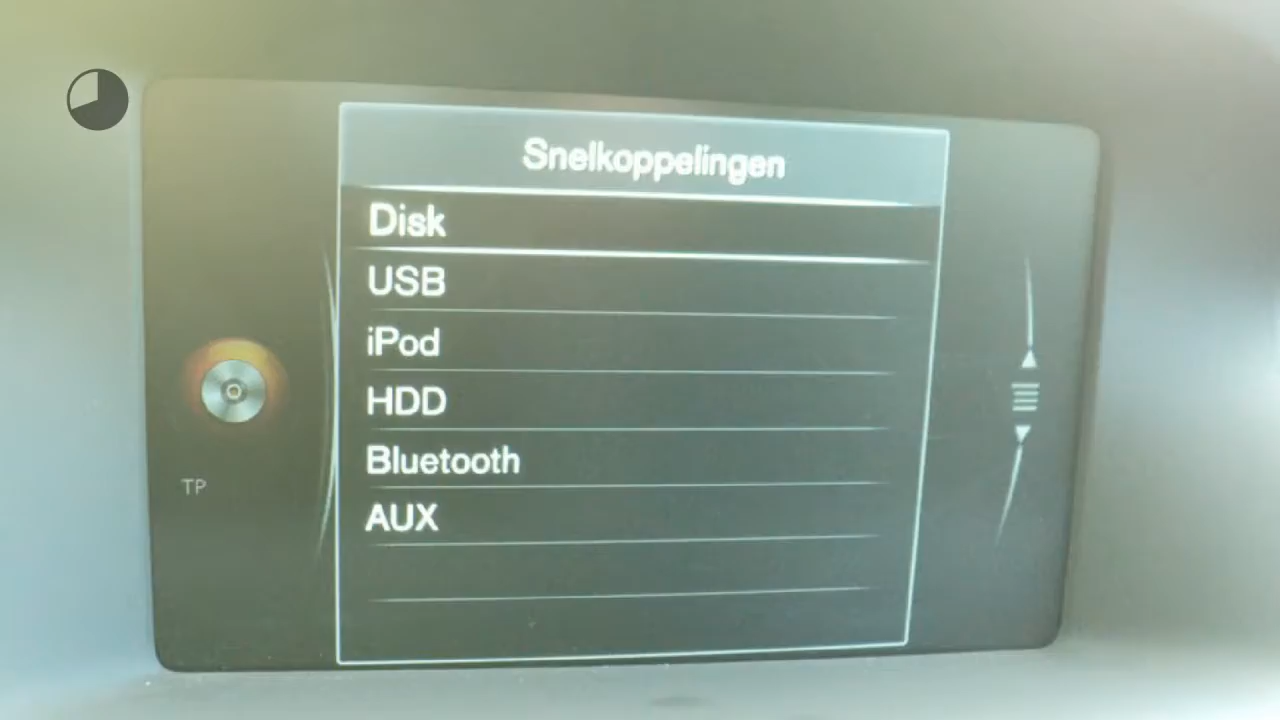 Snelkoppelingen
Disk
USB
iPod
HDD
Bluetooth
TP
AUX